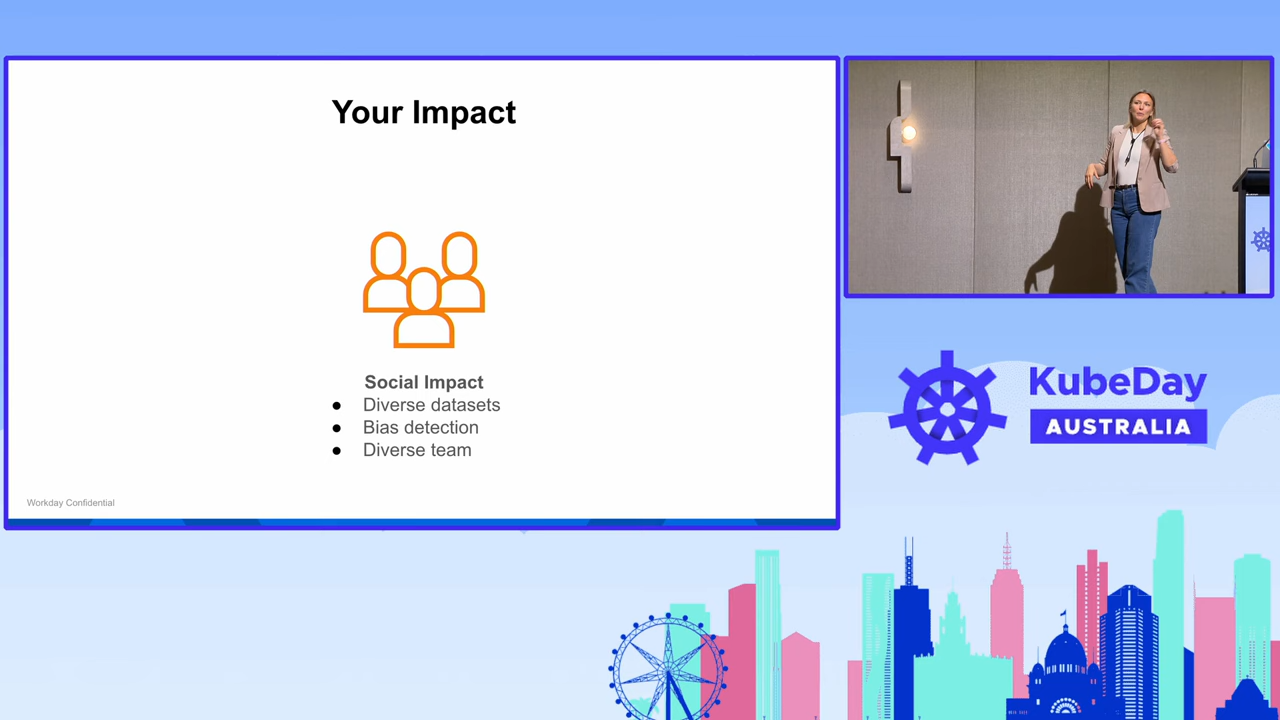 Your Impact
Social Impact
● Diverse datasets
● Bias detection
● Diverse team
Workday Confidential
KubeDay
AUSTRALIA